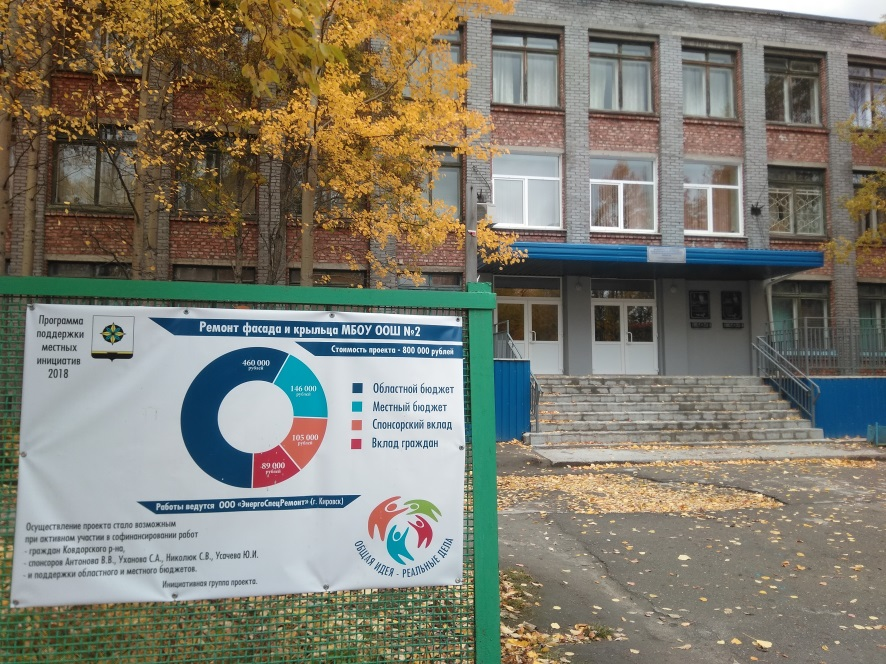 Программа
поддержки
местных
инициатив
2018
Ремонт фасада и крыльца МБОУ ООШ №2
Стоимость проекта - 800 000 рублей
460 000
рублей
146 000
рублей
105 000
рублей
89 000
рублей
Областной бюджет
Местный бюджет
Спонсорский вклад
Вклад граждан
Работы ведутся ООО «ЭнергоСпецРемонт» (г. Кировск)
Осуществление проекта стало возможным
при активном участии в софинансировании работ
- граждан Ковдорского р-на,
- спонсоров Антонова В.В., Уханова С.А., Николюк С.В., Усачева Ю.И.
- и поддержки областного и местного бюджетов.
Инициативная группа проекта.
ОБЩАЯ ИДЕЯ - РЕАЛЬНЫЕ ДЕЛА